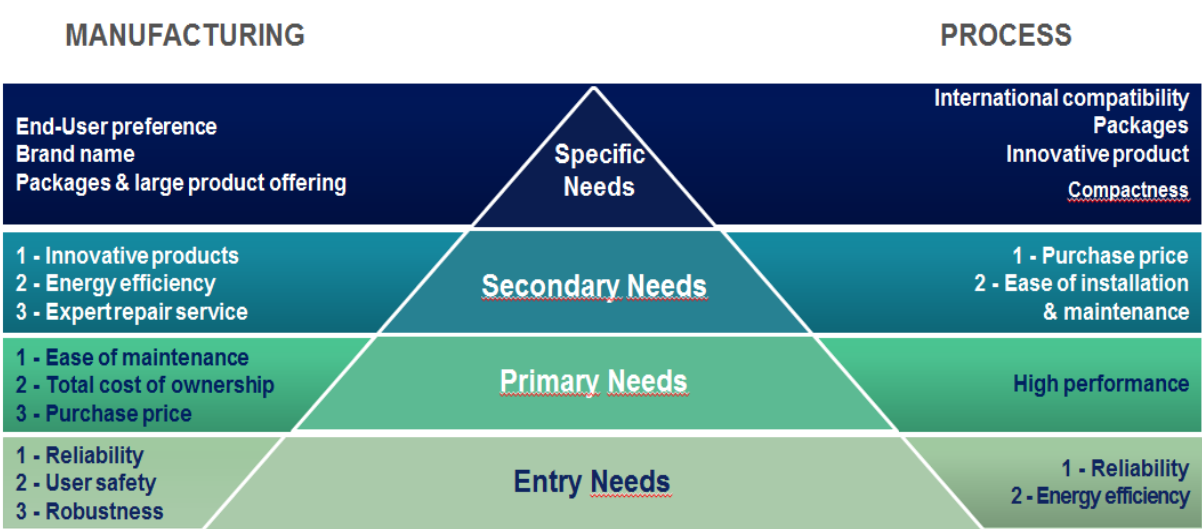 MANUFACTURING
PROCESS
End-User preference
Brand name
Packages & large product offering
Specific
Needs
International compatibility
Packages
Innovative product
Compactness
1 - Innovative products
2 - Energy efficiency
3 - Expert repair service
Secondary Needs
1 - Purchase price
2 - Ease of installation
& maintenance
1 - Ease of maintenance
2 - Total cost of ownership
3 - Purchase price
Primary Needs
High performance
1 - Reliability
2 - User safety
3 - Robustness
Entry Needs
1 - Reliability
2 - Energy efficiency